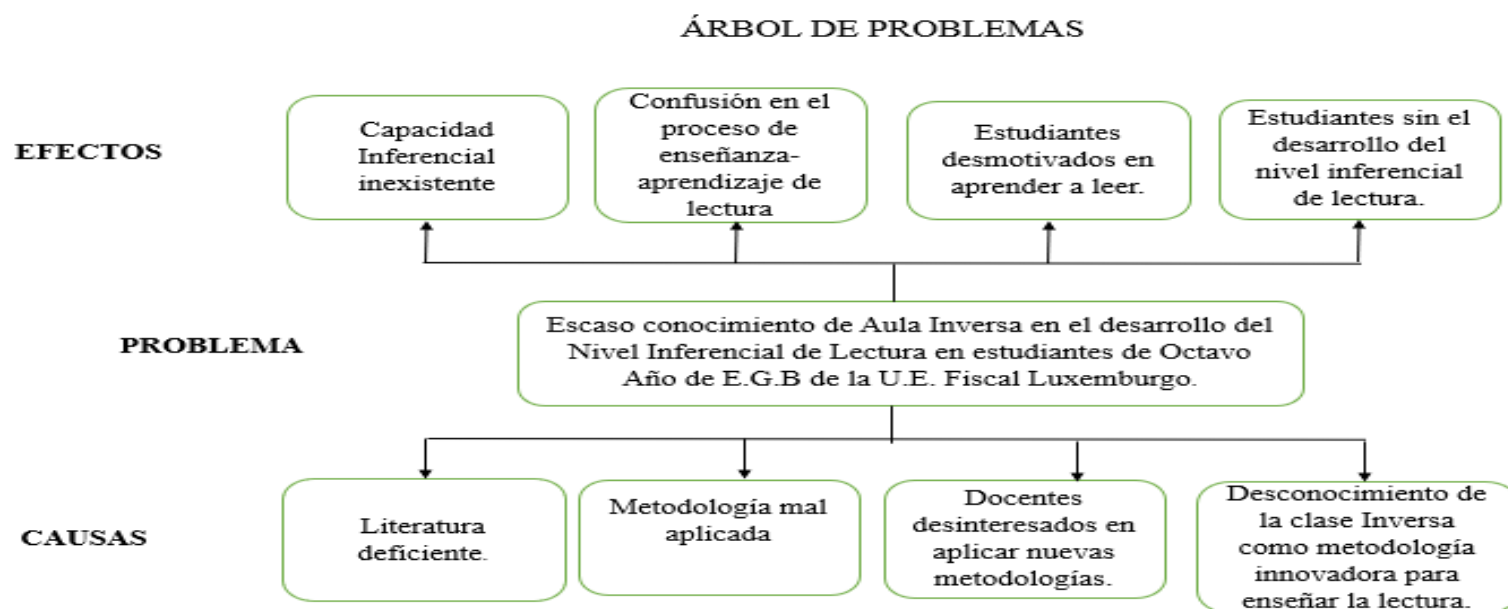 ÁRBOL DE PROBLEMAS
EFECTOS
Capacidad
Inferencial
inexistente
Confusión en el
proceso de
enseñanza-
aprendizaje de
lectura
Estudiantes
desmotivados en
aprender a leer.
Estudiantes sin el
desarrollo del
nivel inferencial
de lectura.
PROBLEMA
Escaso conocimiento de Aula Inversa en el desarrollo del
Nivel Inferencial de Lectura en estudiantes de Octavo
Año de E.G.B de la U.E. Fiscal Luxemburgo.
CAUSAS
Literatura
deficiente.
Metodología mal
aplicada
Docentes
desinteresados en
aplicar nuevas
metodologías.
Desconocimiento de
la clase Inversa
como metodología
innovadora para
enseñar la lectura.